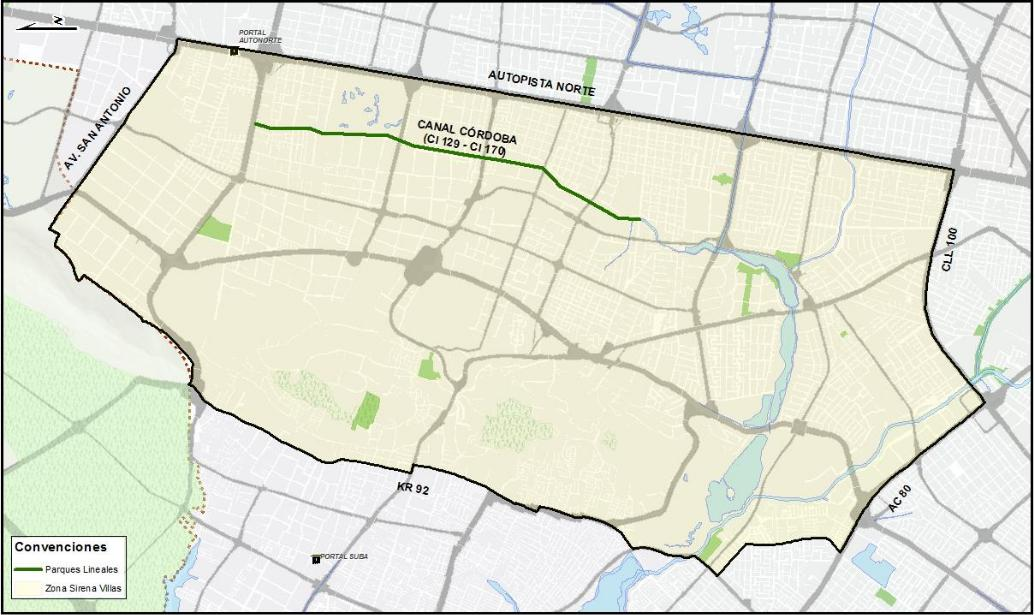 N
PORTAL
AUTONORTE
AUTOPISTA NORTE
AV. SAN ANTONIO
CANAL CÓRDOBA
(Cl 129 - Cl 170)
CLL 100
KR 92
AC 80
PORTAL SUBA
Convenciones
Parques Lineales
Zona Sirena Villas